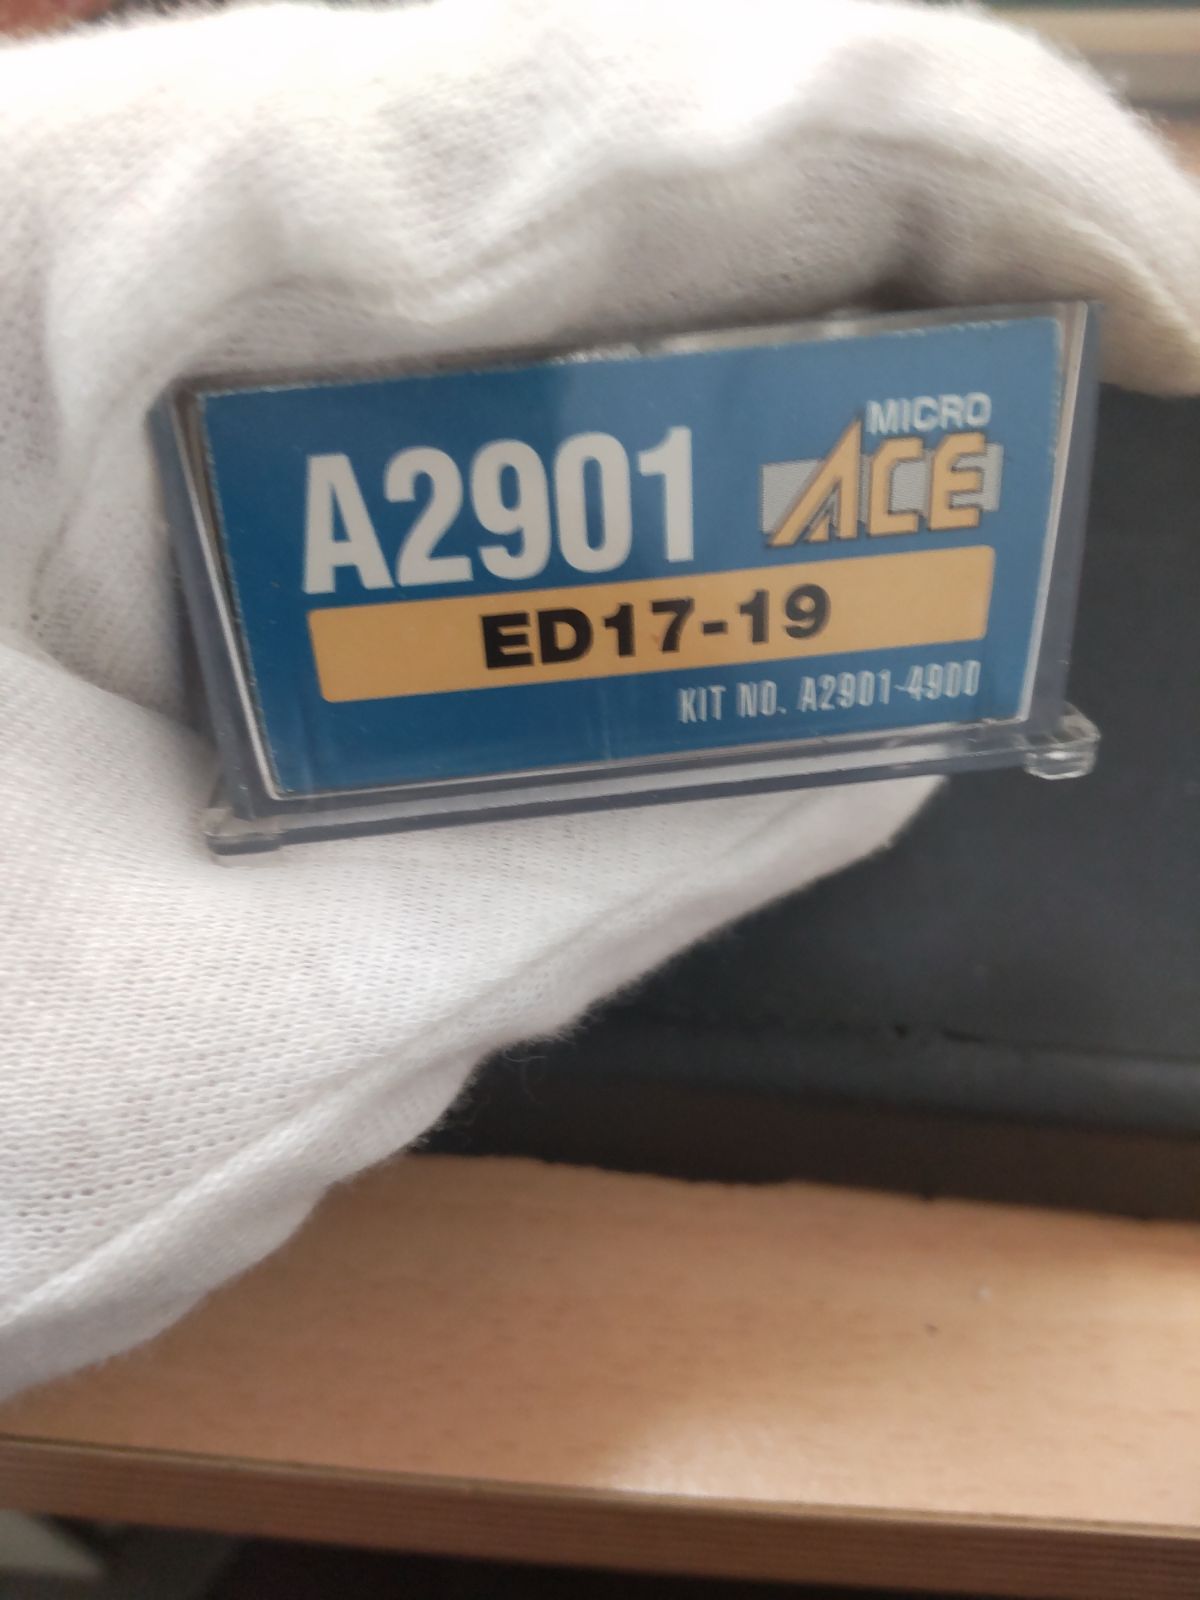 A2901
MICRO
ACE
ED17-19
KIT NO. A2901-4900